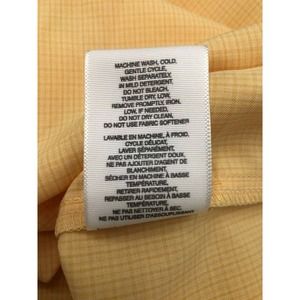 MACHINE WASH, COLD,
GENTLE CYCLE,
WASH SEPARATELY,
IN MILD DETERGENT,
DO NOT BLEACH,
TUMBLE DRY, LOW,
REMOVE PROMPTLY, IRON,
LOW, IF NEEDED,
DO NOT DRY CLEAN,
DO NOT USE FABRIC SOFTENER
LAVABLE EN MACHINE, À FROID,
CYCLE DÉLICAT,
LAVER SÉPARÉMENT,
AVEC UN DÉTERGENT DOUX,
NE PAS AJOUTER D'AGENT DE
BLANCHIMENT,
SÉCHER EN MACHINE À BASSE
TEMPÉRATURE,
RETIRER RAPIDEMENT,
REPASSER AU BESOIN À BASSE
TEMPÉRATURE,
NE PAS NETTOYER À SEC,
NE PAS UTILISER D'ASSOUPLISSANT